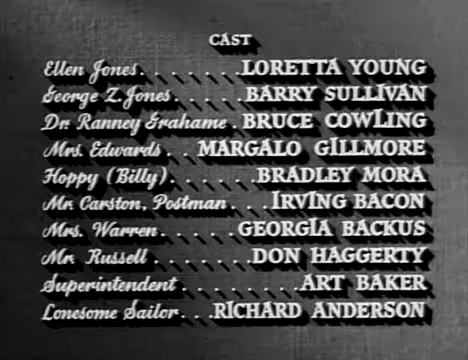 CAST
Ellen Jones. . . . . . .LORETTA YOUNG
George Z. Jones. . . . .BARRY SULLIVAN
Dr. Ranney Grahame . BRUCE COWLING
Mrs. Edwards . . MARGALO GILLMORE
Hoppy (Billy). . . . . . .BRADLEY MORA
Mr. Carston, Postman . . . IRVING BACON
Mrs. Warren. . . . . . GEORGIA BACKUS
Mr. Russell . . . . . . . DON HAGGERTY
Superintendent . . . . . . . . ART BAKER
Lonesome Sailor. . .RICHARD ANDERSON